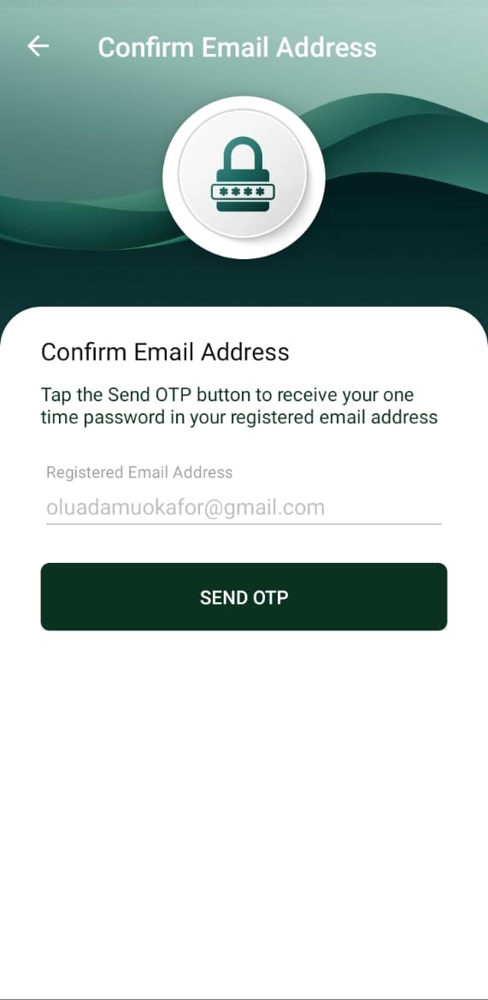 Confirm Email Address
****
Confirm Email Address
Tap the Send OTP button to receive your one
time password in your registered email address
Registered Email Address
oluadamuokafor@gmail.com
SEND OTP